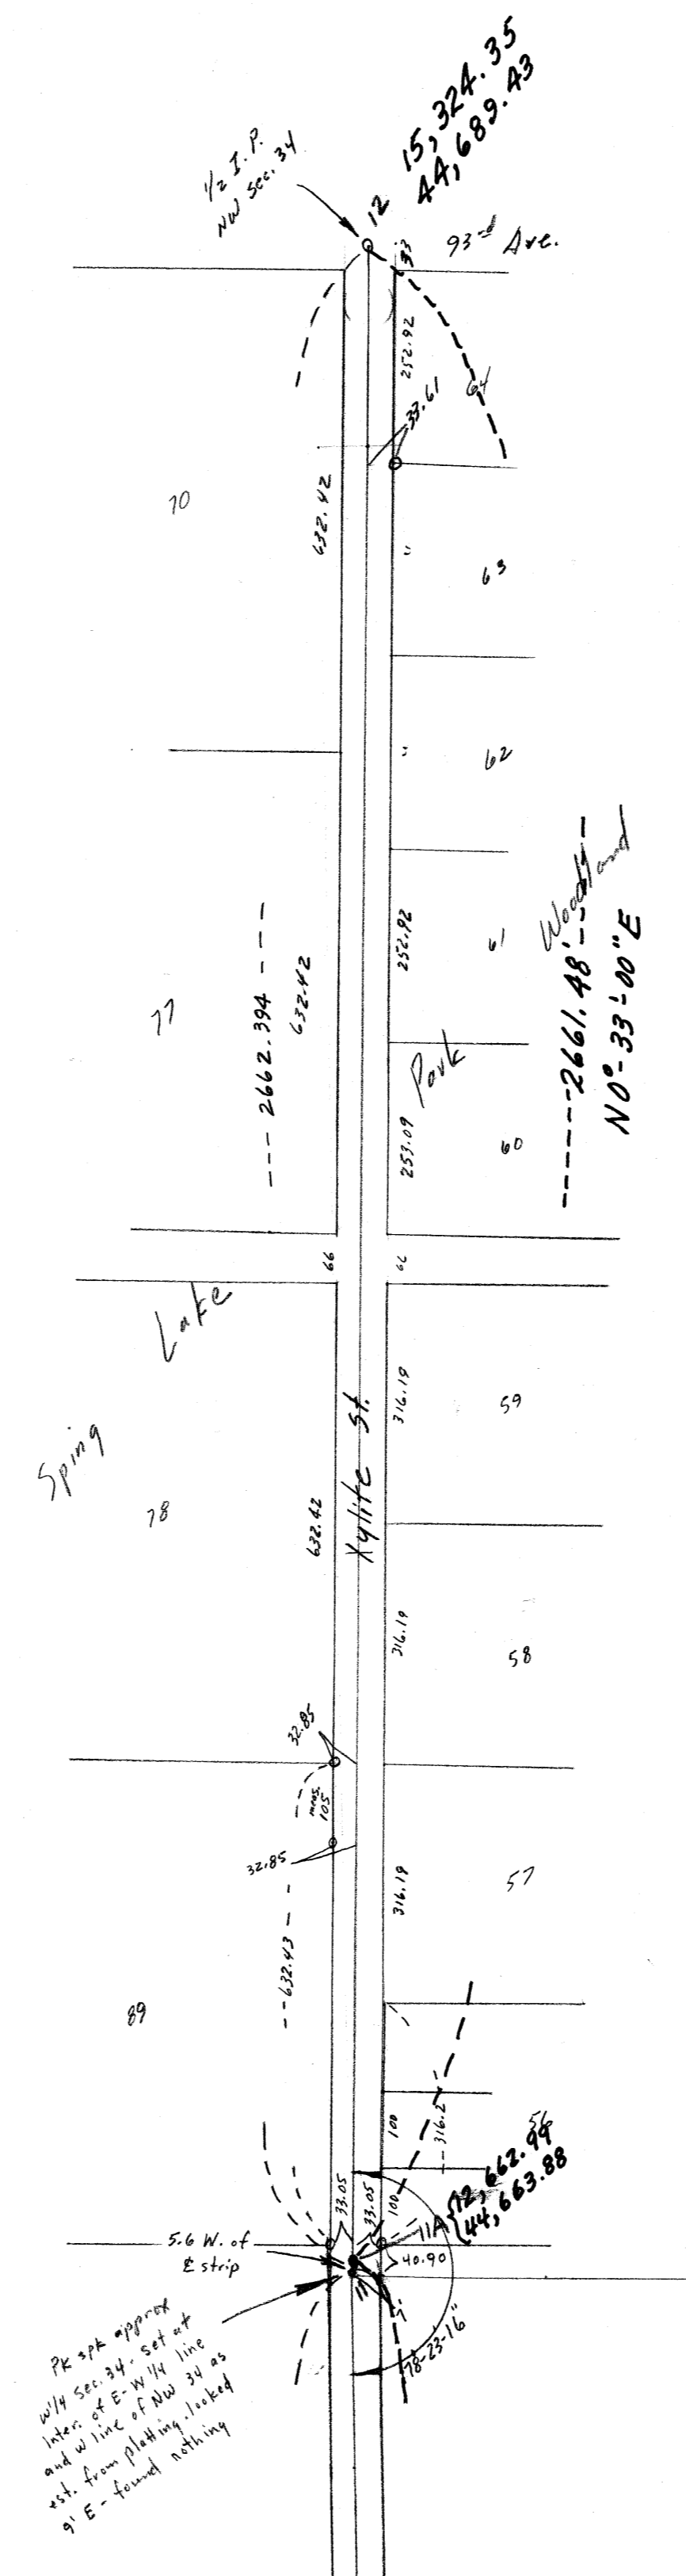 15,324.35
44,689.43
1/2 I.P.
NW Sec. 34
12
93rd Ave.
33
252.92
64
33.61
632.42
70
"
63
"
62
Woodland
61
252.92
632.42
--- 2662.394 ---
77
------2661.48'-----
N0°-33'-00"E
Park
253.09
60
66
66
Lake
316.19
59
Xylite St.
Sping
78
632.42
316.19
58
32.85
meas.
105
32.85
316.19
57
--632.43--
89
100
--316.2--
56
12,662.99
44,663.88
11A
33.05
33.05
100
5.6 W. of
℄ strip
40.90
11
78-23-16"
PK spk approx
W 1/4 Sec. 34 - set at
inter. of E-W 1/4 line
and W line of NW 34 as
est. from platting. looked
9' E - found nothing